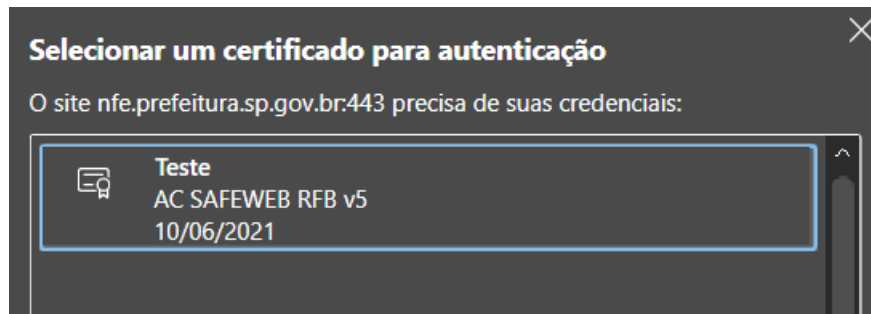 Selecionar um certificado para autenticação
O site nfe.prefeitura.sp.gov.br:443 precisa de suas credenciais:
Teste
AC SAFEWEB RFB v5
10/06/2021